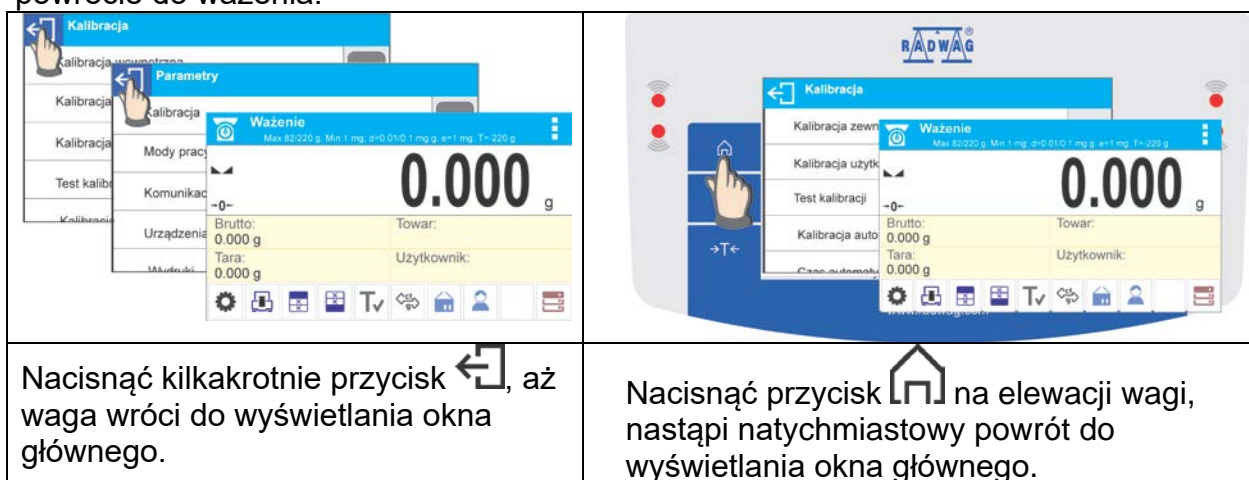 powrocie do ważenia:
Kalibracja
Kalibracja wewnętrzna
Kalibracja
Kalibracja
Test kalibr
Kalibracja
Parametry
Kalibracja
Mody pracy
Komunikac
Urządzenia
Wydruki
Ważenie
Max 82/220 g; Min 1 mg; d=0.01/0.1 mg g; e=1 mg; T=-220 g
0.000 g
→0←
Brutto:
0.000 g
Towar:
Tara:
0.000 g
Użytkownik:
RADWAG®
→T←
Kalibracja
Kalibracja zewn
Kalibracja użytk
Test kalibracji
Kalibracja auto
Czas automaty
Ważenie
Max 82/220 g; Min 1 mg; d=0.01/0.1 mg g; e=1 mg; T=-220 g
0.000 g
→0←
Brutto:
0.000 g
Towar:
Tara:
0.000 g
Użytkownik:
www.radwag.com
Nacisnąć kilkakrotnie przycisk, aż
waga wróci do wyświetlania okna
głównego.
Nacisnąć przycisk na elewacji wagi,
nastąpi natychmiastowy powrót do
wyświetlania okna głównego.